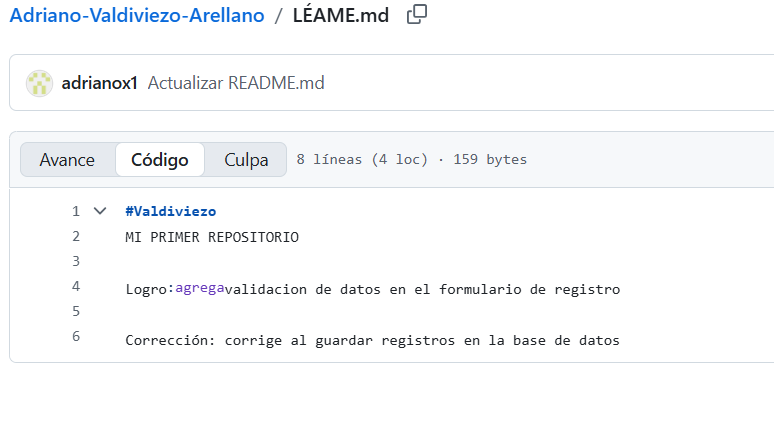 Adriano-Valdiviezo-Arellano / LÉAME.md
adrianox1 Actualizar README.md
Avance Código Culpa 8 líneas (4 loc) · 159 bytes
1 #Valdiviezo
2 MI PRIMER REPOSITORIO
3
4 Logro:agregavalidacion de datos en el formulario de registro
5
6 Corrección: corrige al guardar registros en la base de datos